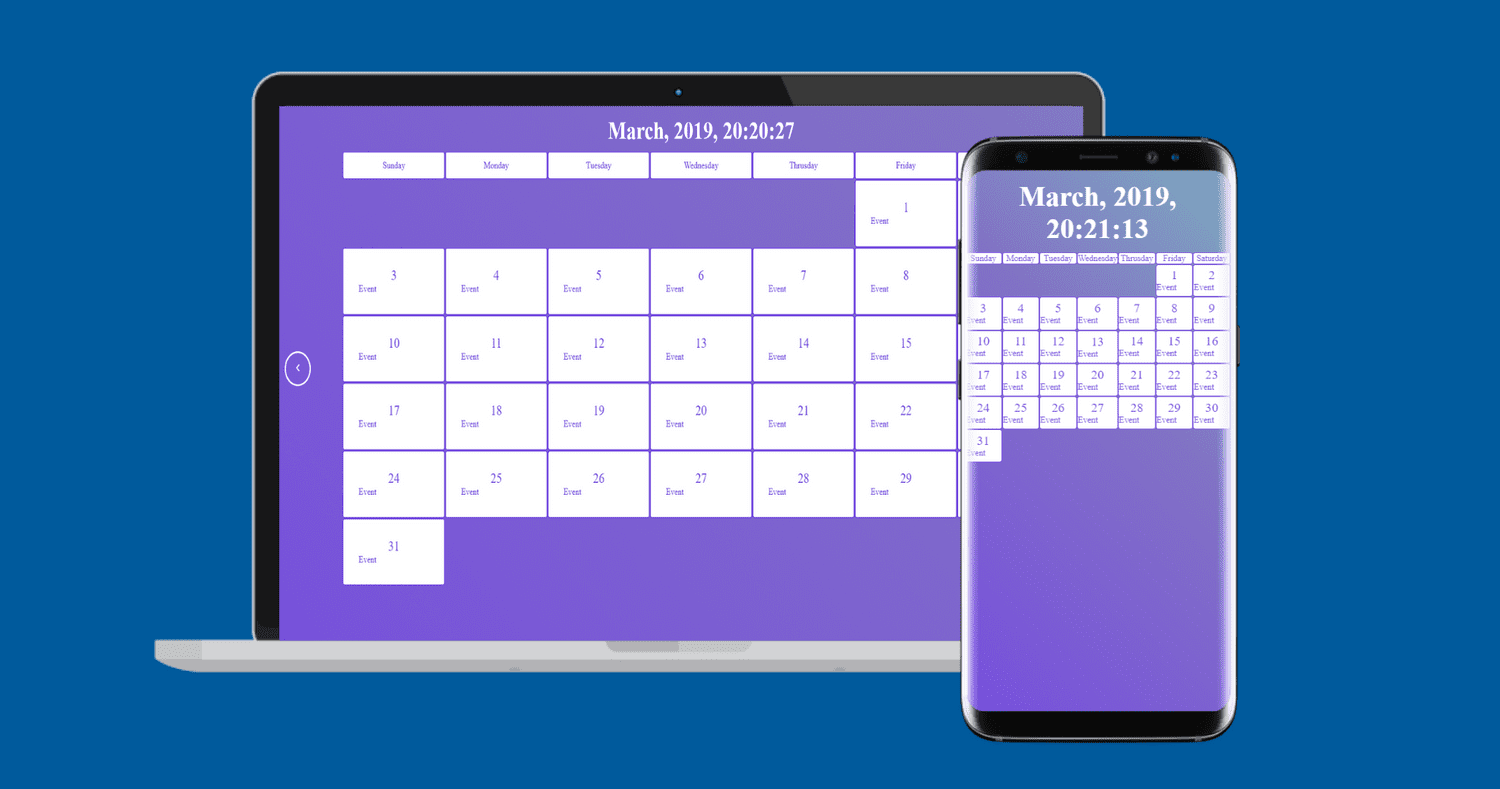 March, 2019, 20:20:27
Sunday Monday Tuesday Wednesday Thrusday Friday
1
Event
3 4 5 6 7 8
Event Event Event Event Event Event
10 11 12 13 14 15
Event Event Event Event Event Event
17 18 19 20 21 22
Event Event Event Event Event Event
24 25 26 27 28 29
Event Event Event Event Event Event
31
Event
March, 2019,
20:21:13
Sunday Monday Tuesday Wednesday Thrusday Friday Saturday
1 2
Event Event
3 4 5 6 7 8 9
Event Event Event Event Event Event Event
10 11 12 13 14 15 16
Event Event Event Event Event Event Event
17 18 19 20 21 22 23
Event Event Event Event Event Event Event
24 25 26 27 28 29 30
Event Event Event Event Event Event Event
31
Event